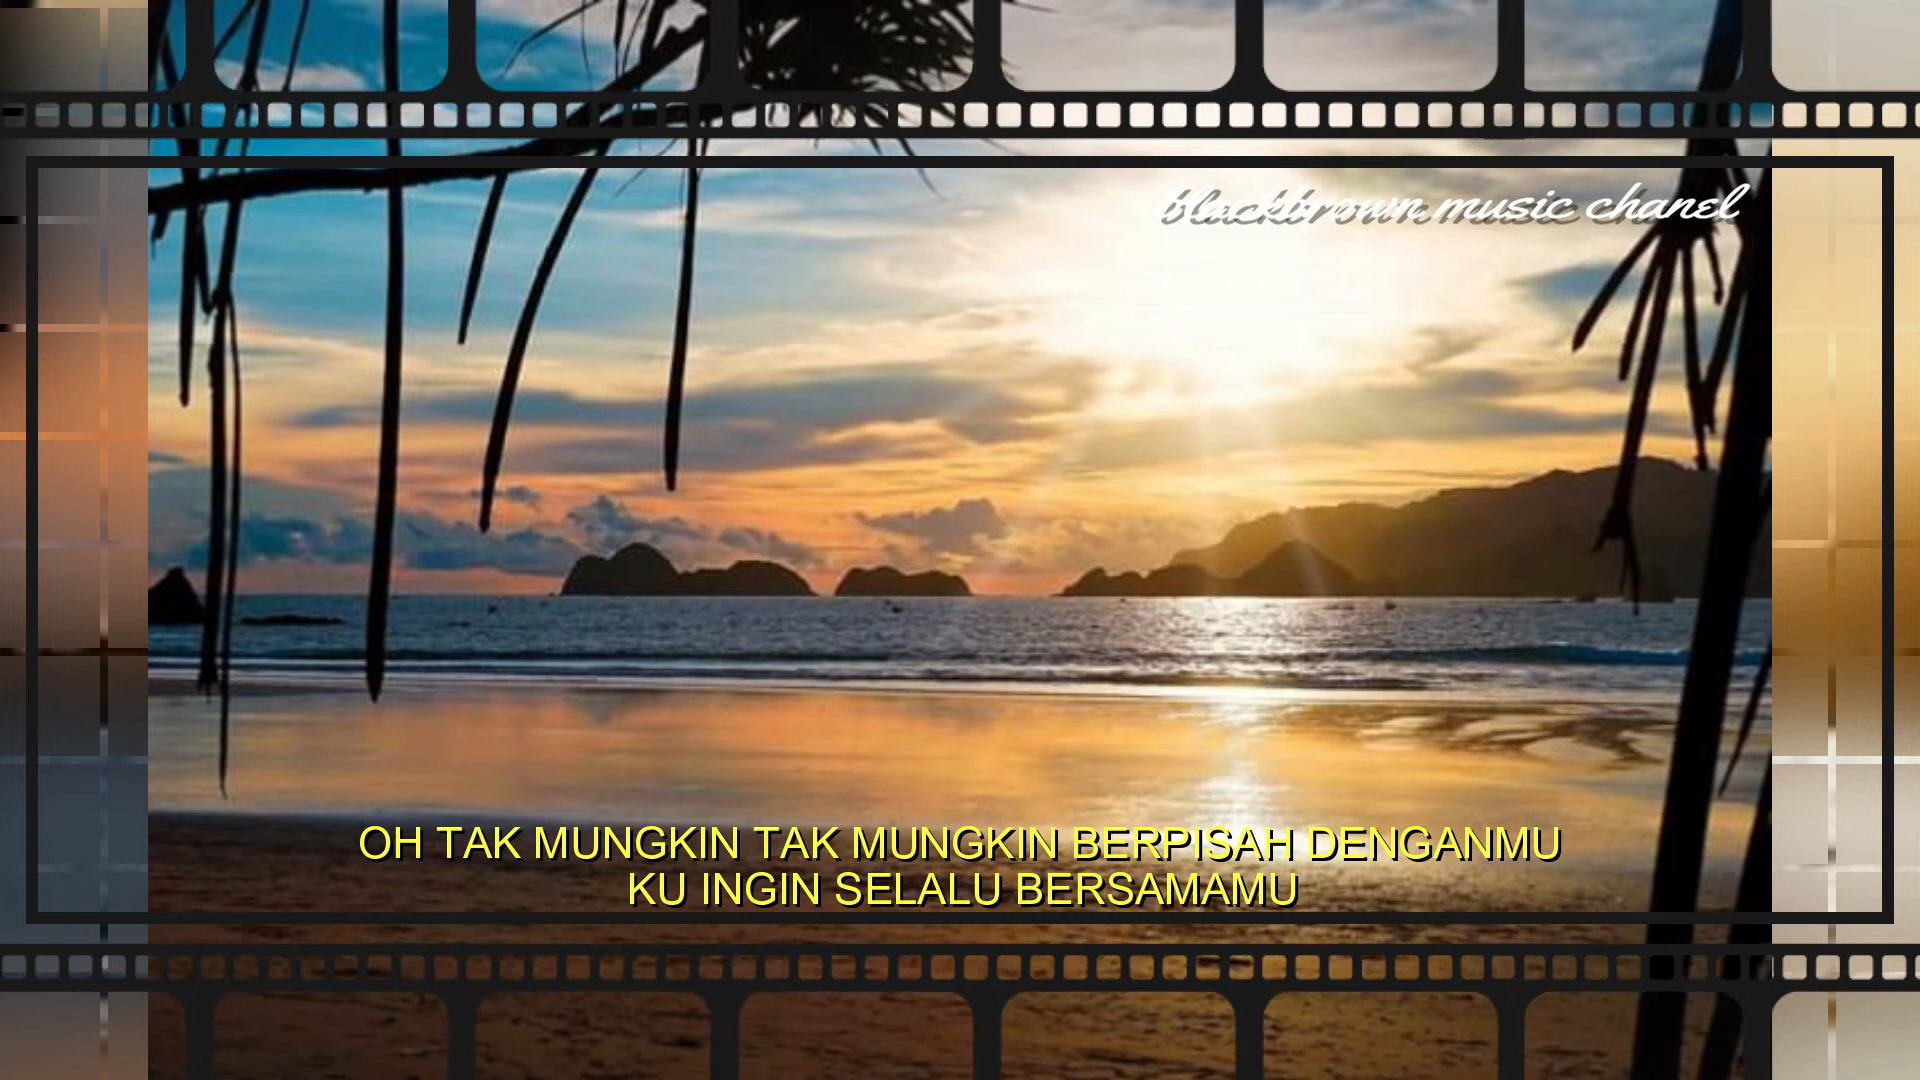 blackbrown music chanel
OH TAK MUNGKIN TAK MUNGKIN BERPISAH DENGANMU
KU INGIN SELALU BERSAMAMU